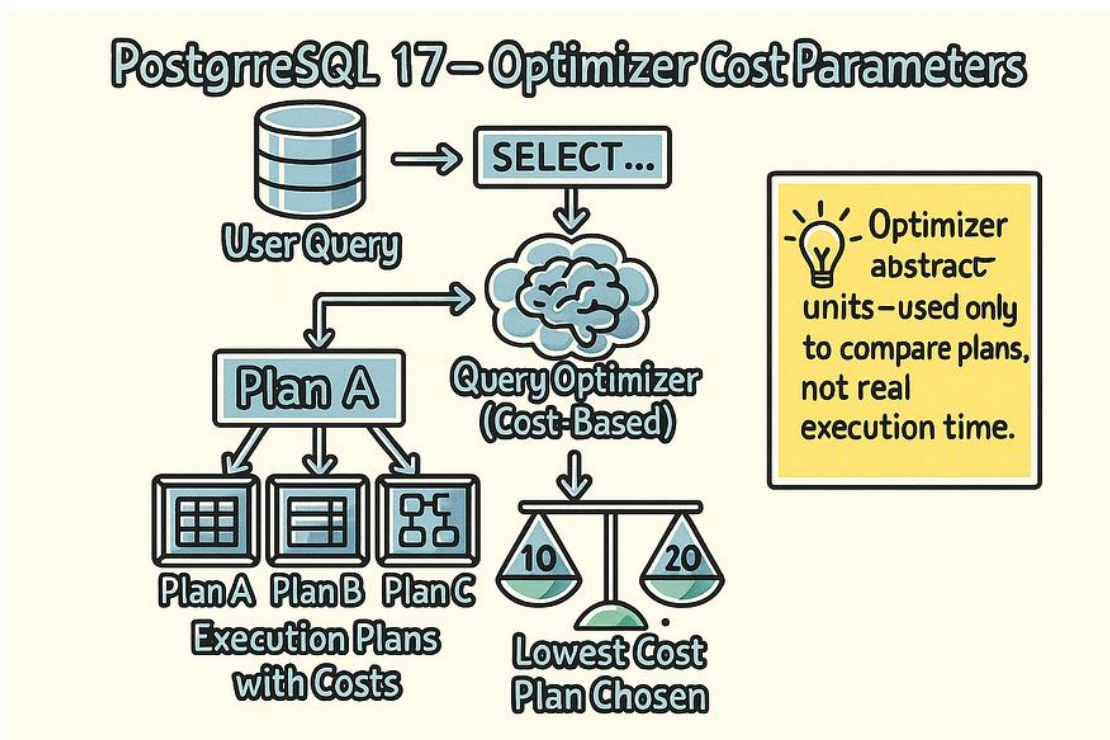 PostgrreSQL 17 – Optimizer Cost Parameters
SELECT...
User Query
Plan A
Query Optimizer
(Cost-Based)
Plan A
Plan B
Plan C
Execution Plans
with Costs
10
20
Lowest Cost
Plan Chosen
Optimizer
abstract
units – used only
to compare plans,
not real
execution time.